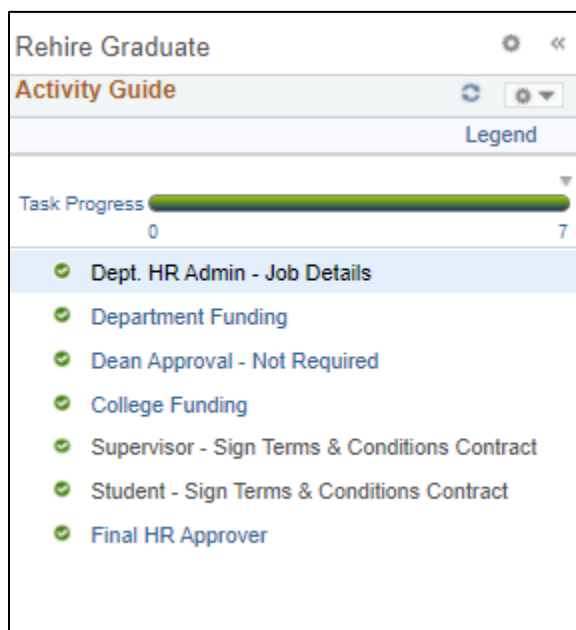 Rehire Graduate
Activity Guide
Legend
Task Progress
0 7
Dept. HR Admin - Job Details
Department Funding
Dean Approval - Not Required
College Funding
Supervisor - Sign Terms & Conditions Contract
Student - Sign Terms & Conditions Contract
Final HR Approver